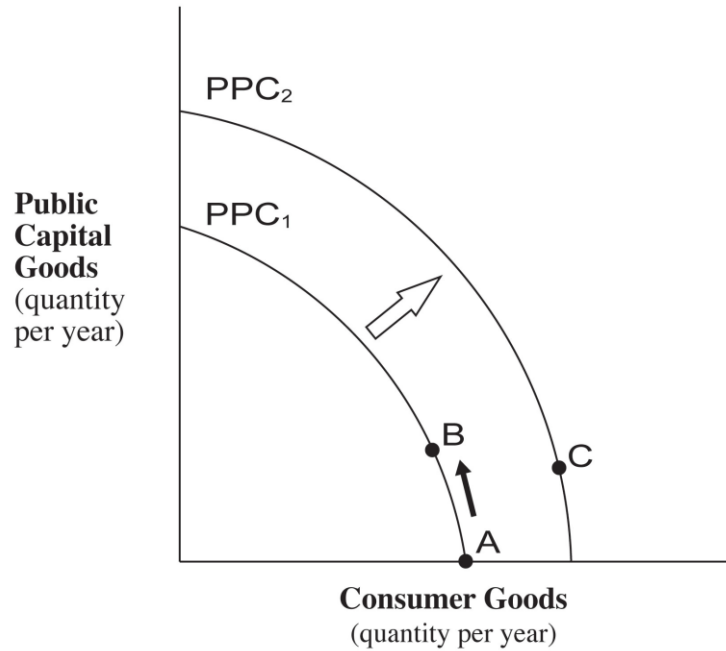 PPC₂
PPC₁
Public
Capital
Goods
(quantity
per year)
B
C
A
Consumer Goods
(quantity per year)